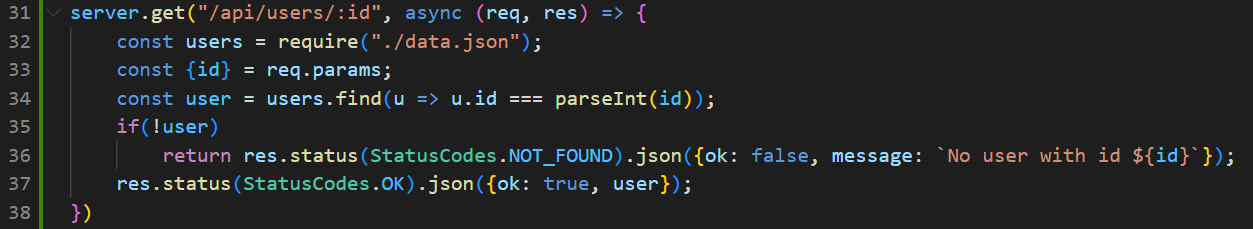 31 server.get("/api/users/:id", async (req, res) => {
32     const users = require("./data.json");
33     const {id} = req.params;
34     const user = users.find(u => u.id === parseInt(id));
35     if(!user)
36         return res.status(StatusCodes.NOT_FOUND).json({ok: false, message: `No user with id ${id}`});
37     res.status(StatusCodes.OK).json({ok: true, user});
38 })